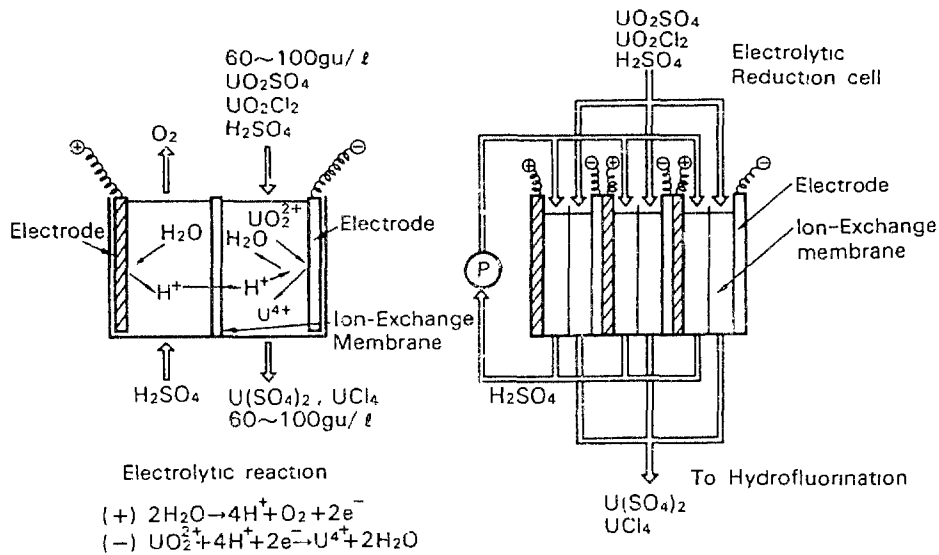 60~100gu/ℓ
UO2SO4
UO2Cl2
H2SO4
O2
⊕
⊖
Electrode
H2O
UO2²⁺
H2O
Electrode
H⁺
H⁺
U⁴⁺
Ion-Exchange
Membrane
H2SO4
U(SO4)2 , UCl4
60~100gu/ℓ
Electrolytic reaction
(+) 2H2O→4H⁺+O2+2e⁻
(−) UO2²⁺+4H⁺+2e⁻→U⁴⁺+2H2O
UO2SO4
UO2Cl2
H2SO4
Electrolytic
Reduction cell
⊕
⊖ ⊕
⊖ ⊕
⊖
Electrode
Ion-Exchange
membrane
P
H2SO4
To Hydrofluorination
U(SO4)2
UCl4